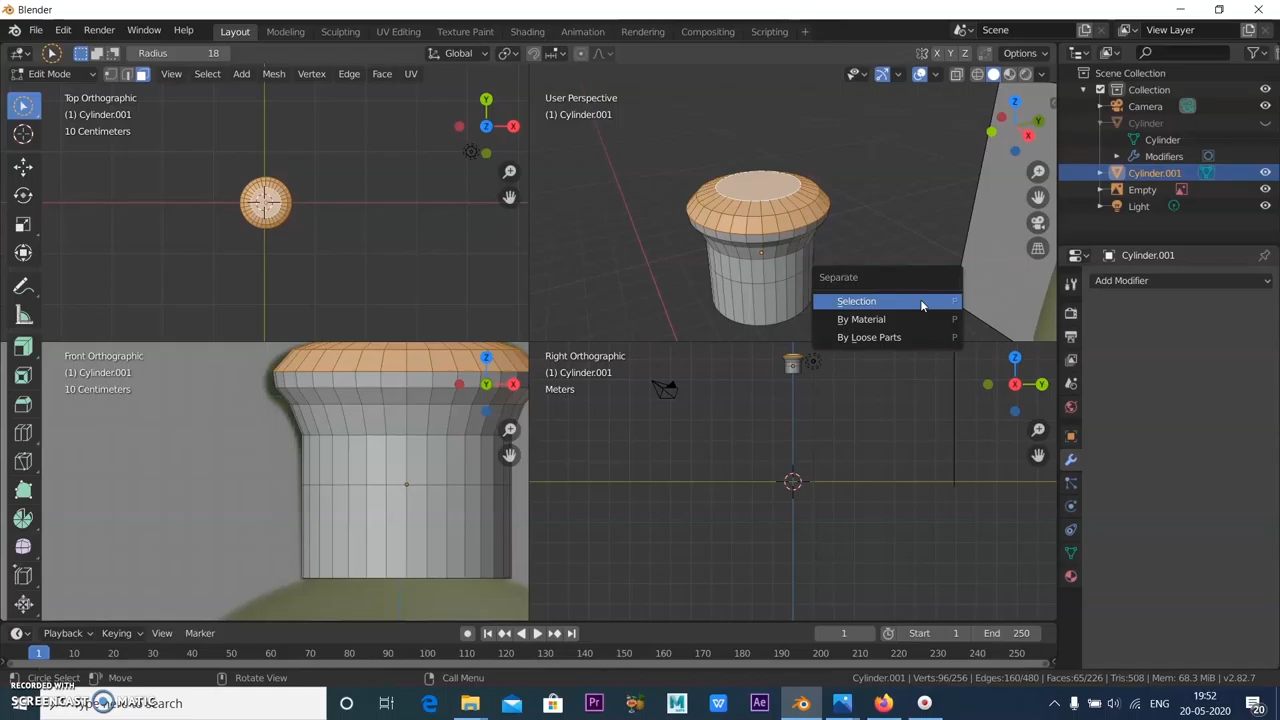 Blender
File Edit Render Window Help Layout Modeling Sculpting UV Editing Texture Paint Shading Animation Rendering Compositing Scripting Scene View Layer
Radius 18 Global X Y Z Options
Edit Mode View Select Add Mesh Vertex Edge Face UV
Scene Collection
Collection
Camera
Cylinder
Cylinder
Modifiers
Cylinder.001
Empty
Light
Cylinder.001
Add Modifier
Top Orthographic
(1) Cylinder.001
10 Centimeters
User Perspective
(1) Cylinder.001
Separate
Selection P
By Material P
By Loose Parts P
Front Orthographic
(1) Cylinder.001
10 Centimeters
Right Orthographic
(1) Cylinder.001
Meters
Playback Keying View Marker 1 Start 1 End 250
1 10 20 30 40 50 60 70 80 90 100 110 120 130 140 150 160 170 180 190 200 210 220 230 240 250
Circle Select Move Rotate View Call Menu Cylinder.001 | Verts:96/256 | Edges:160/480 | Faces:65/226 | Tris:508 | Mem: 68.3 MiB | v2.82.7
RECORDED WITH
SCREENCAST MATIC
here to search
19:52
20-05-2020
20